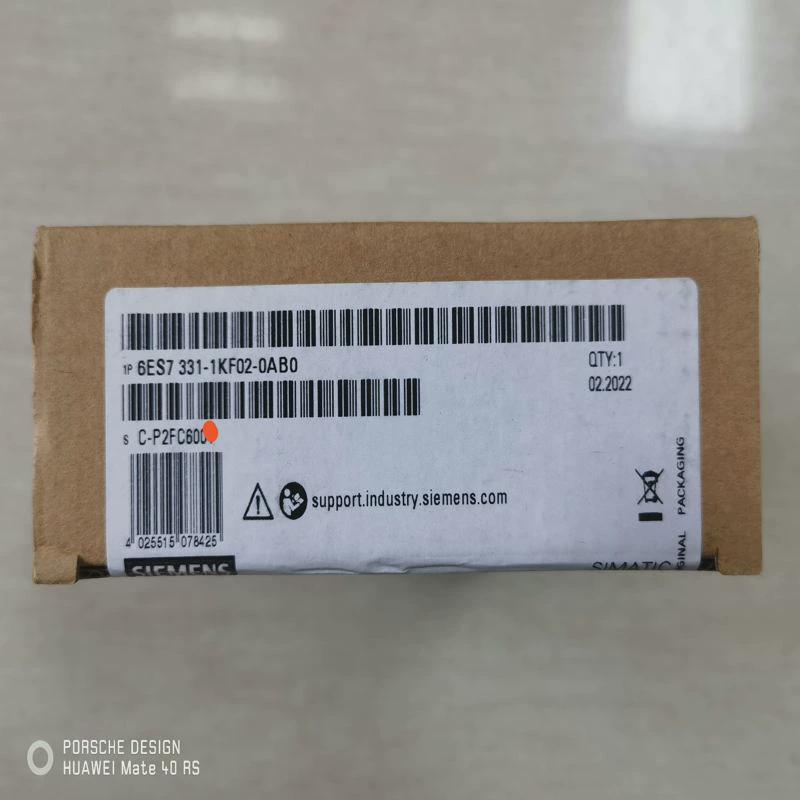 1P 6ES7 331-1KF02-0AB0
QTY:1
02.2022
S C-P2FC600
support.industry.siemens.com
4 025515 078425
SIEMENS
SIMATIC
GINAL PACKAGING
PORSCHE DESIGN
HUAWEI Mate 40 RS